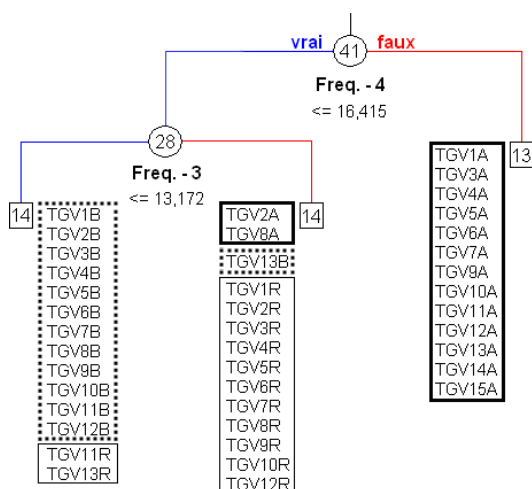 vrai
41
faux
Freq. - 4
<= 16,415
28
Freq. - 3
<= 13,172
14
TGV1B
TGV2B
TGV3B
TGV4B
TGV5B
TGV6B
TGV7B
TGV8B
TGV9B
TGV10B
TGV11B
TGV12B
TGV11R
TGV13R
TGV2A
TGV8A
14
TGV13B
TGV1R
TGV2R
TGV3R
TGV4R
TGV5R
TGV6R
TGV7R
TGV8R
TGV9R
TGV10R
TGV12R
TGV1A
13
TGV3A
TGV4A
TGV5A
TGV6A
TGV7A
TGV9A
TGV10A
TGV11A
TGV12A
TGV13A
TGV14A
TGV15A